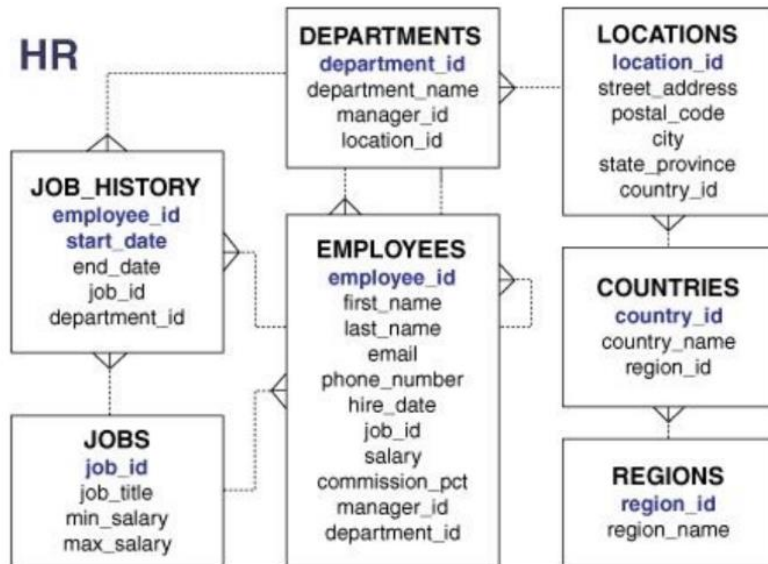 HR
DEPARTMENTS
department_id
department_name
manager_id
location_id
LOCATIONS
location_id
street_address
postal_code
city
state_province
country_id
JOB_HISTORY
employee_id
start_date
end_date
job_id
department_id
EMPLOYEES
employee_id
first_name
last_name
email
phone_number
hire_date
job_id
salary
commission_pct
manager_id
department_id
COUNTRIES
country_id
country_name
region_id
JOBS
job_id
job_title
min_salary
max_salary
REGIONS
region_id
region_name